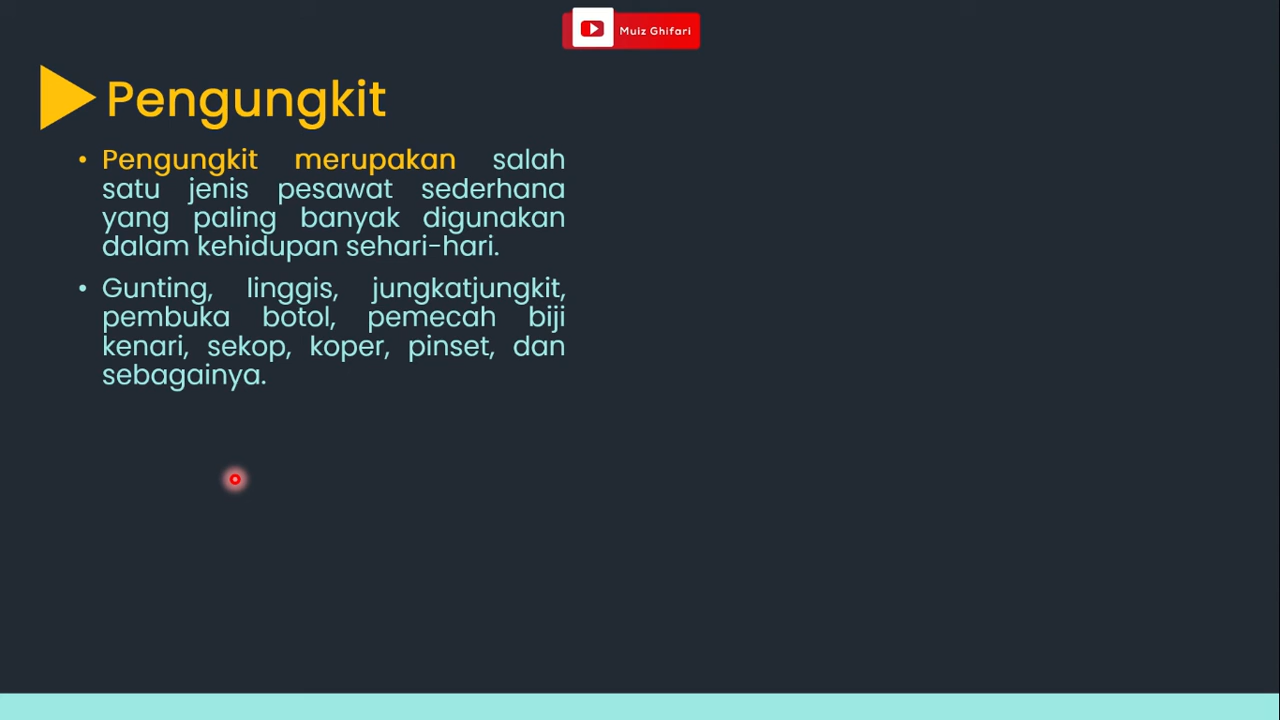 Muiz Ghifari
Pengungkit
• Pengungkit merupakan salah
satu jenis pesawat sederhana
yang paling banyak digunakan
dalam kehidupan sehari-hari.
• Gunting, linggis, jungkatjungkit,
pembuka botol, pemecah biji
kenari, sekop, koper, pinset, dan
sebagainya.